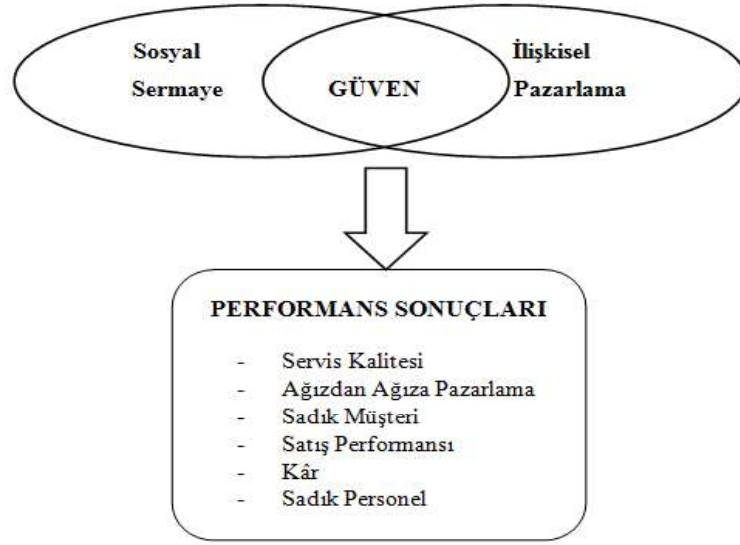 Sosyal
Sermaye
GÜVEN
İlişkisel
Pazarlama
PERFORMANS SONUÇLARI
- Servis Kalitesi
- Ağızdan Ağıza Pazarlama
- Sadık Müşteri
- Satış Performansı
- Kâr
- Sadık Personel